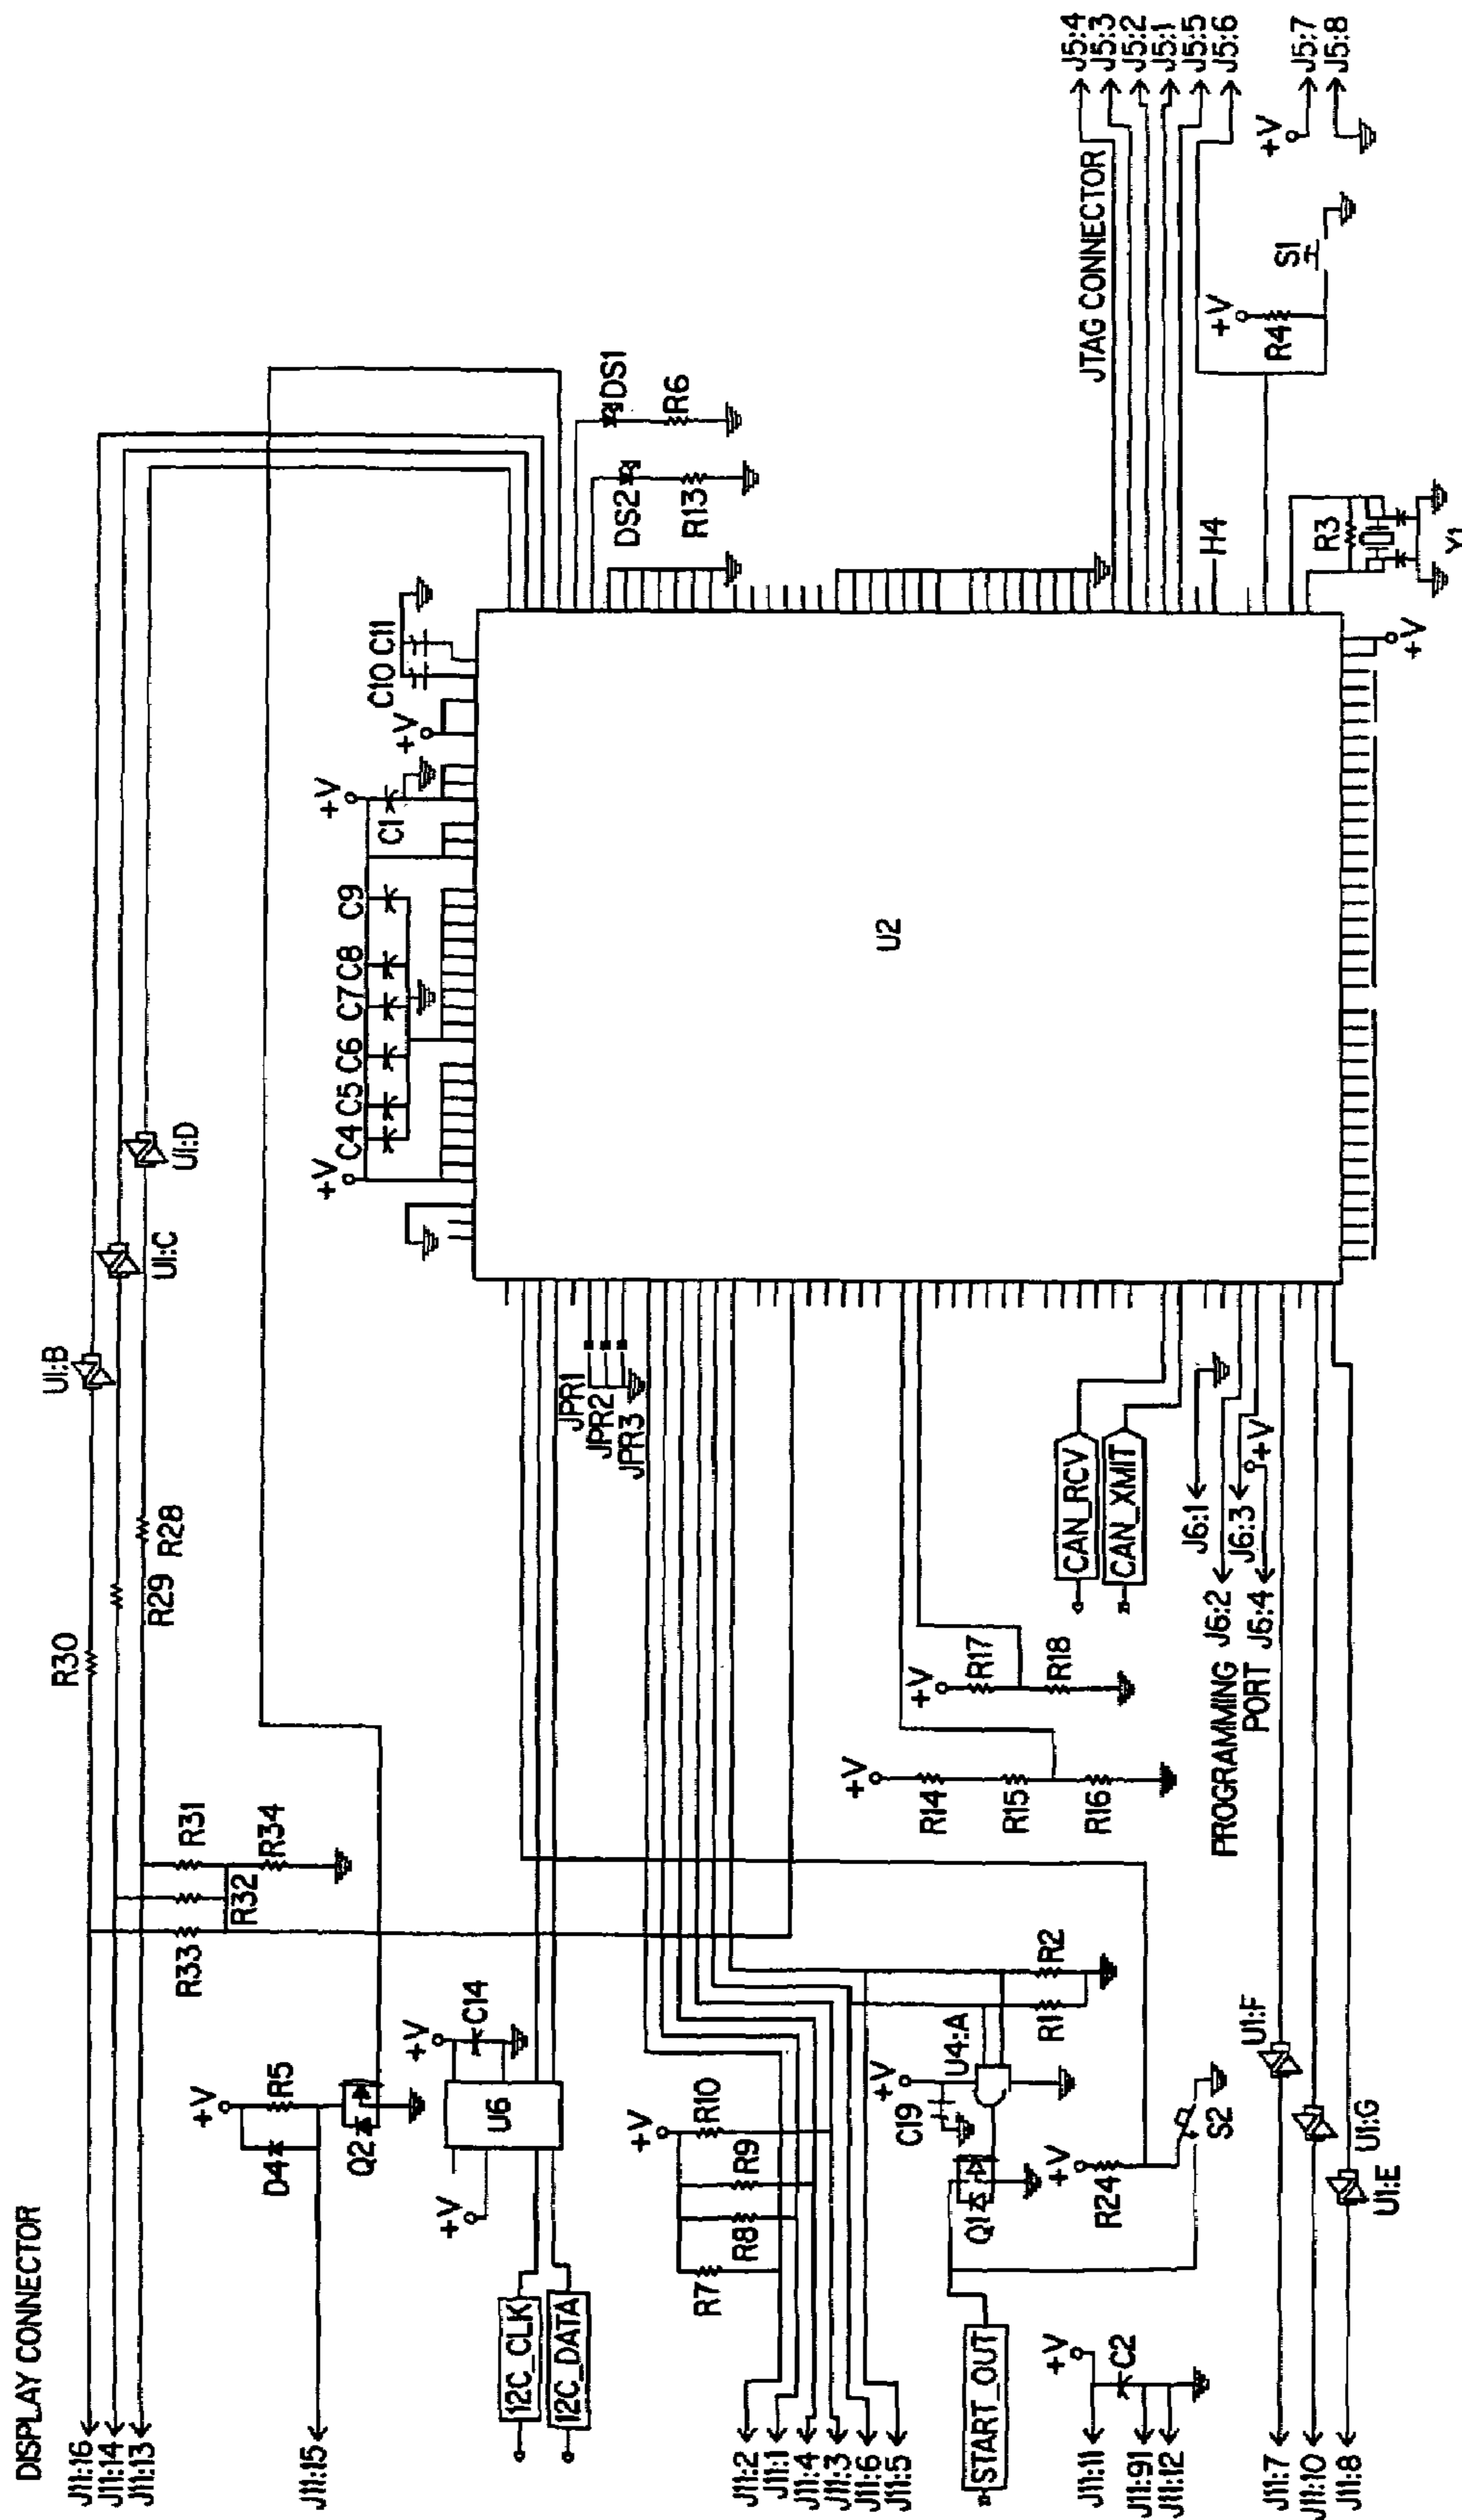 DISPLAY CONNECTOR
J11:16
J11:14
J11:13
R30
R29
R28
U1:B
U1:C
U1:D
R33
R32
R31
R34
J11:15
+V
D4
R5
Q2
+V
C4
C5
C6
C7
C8
C9
+V
C1
+V
C10
C11
DS2
DS1
R13
R6
12C_CLK
12C_DATA
+V
U6
+V
C14
JPR1
JPR2
JPR3
J11:2
J11:1
J11:4
J11:3
J11:6
J11:5
R7
R8
R9
R10
+V
U2
START_OUT
Q1
C19
+V
U4:A
R1
R2
+V
R14
R15
R16
+V
R17
R18
CAN_RCV
CAN_XMIT
JTAG CONNECTOR
J5:4
J5:3
J5:2
J5:1
J5:5
J5:6
J11:11
J11:91
J11:12
+V
C2
R24
+V
S2
PROGRAMMING
PORT
J6:1
J6:2
J6:3
J6:4
+V
H4
+V
R4
S1
+V
J5:7
J5:8
J11:7
J11:10
J11:8
U1:F
U1:G
U1:E
+V
R3
Y1